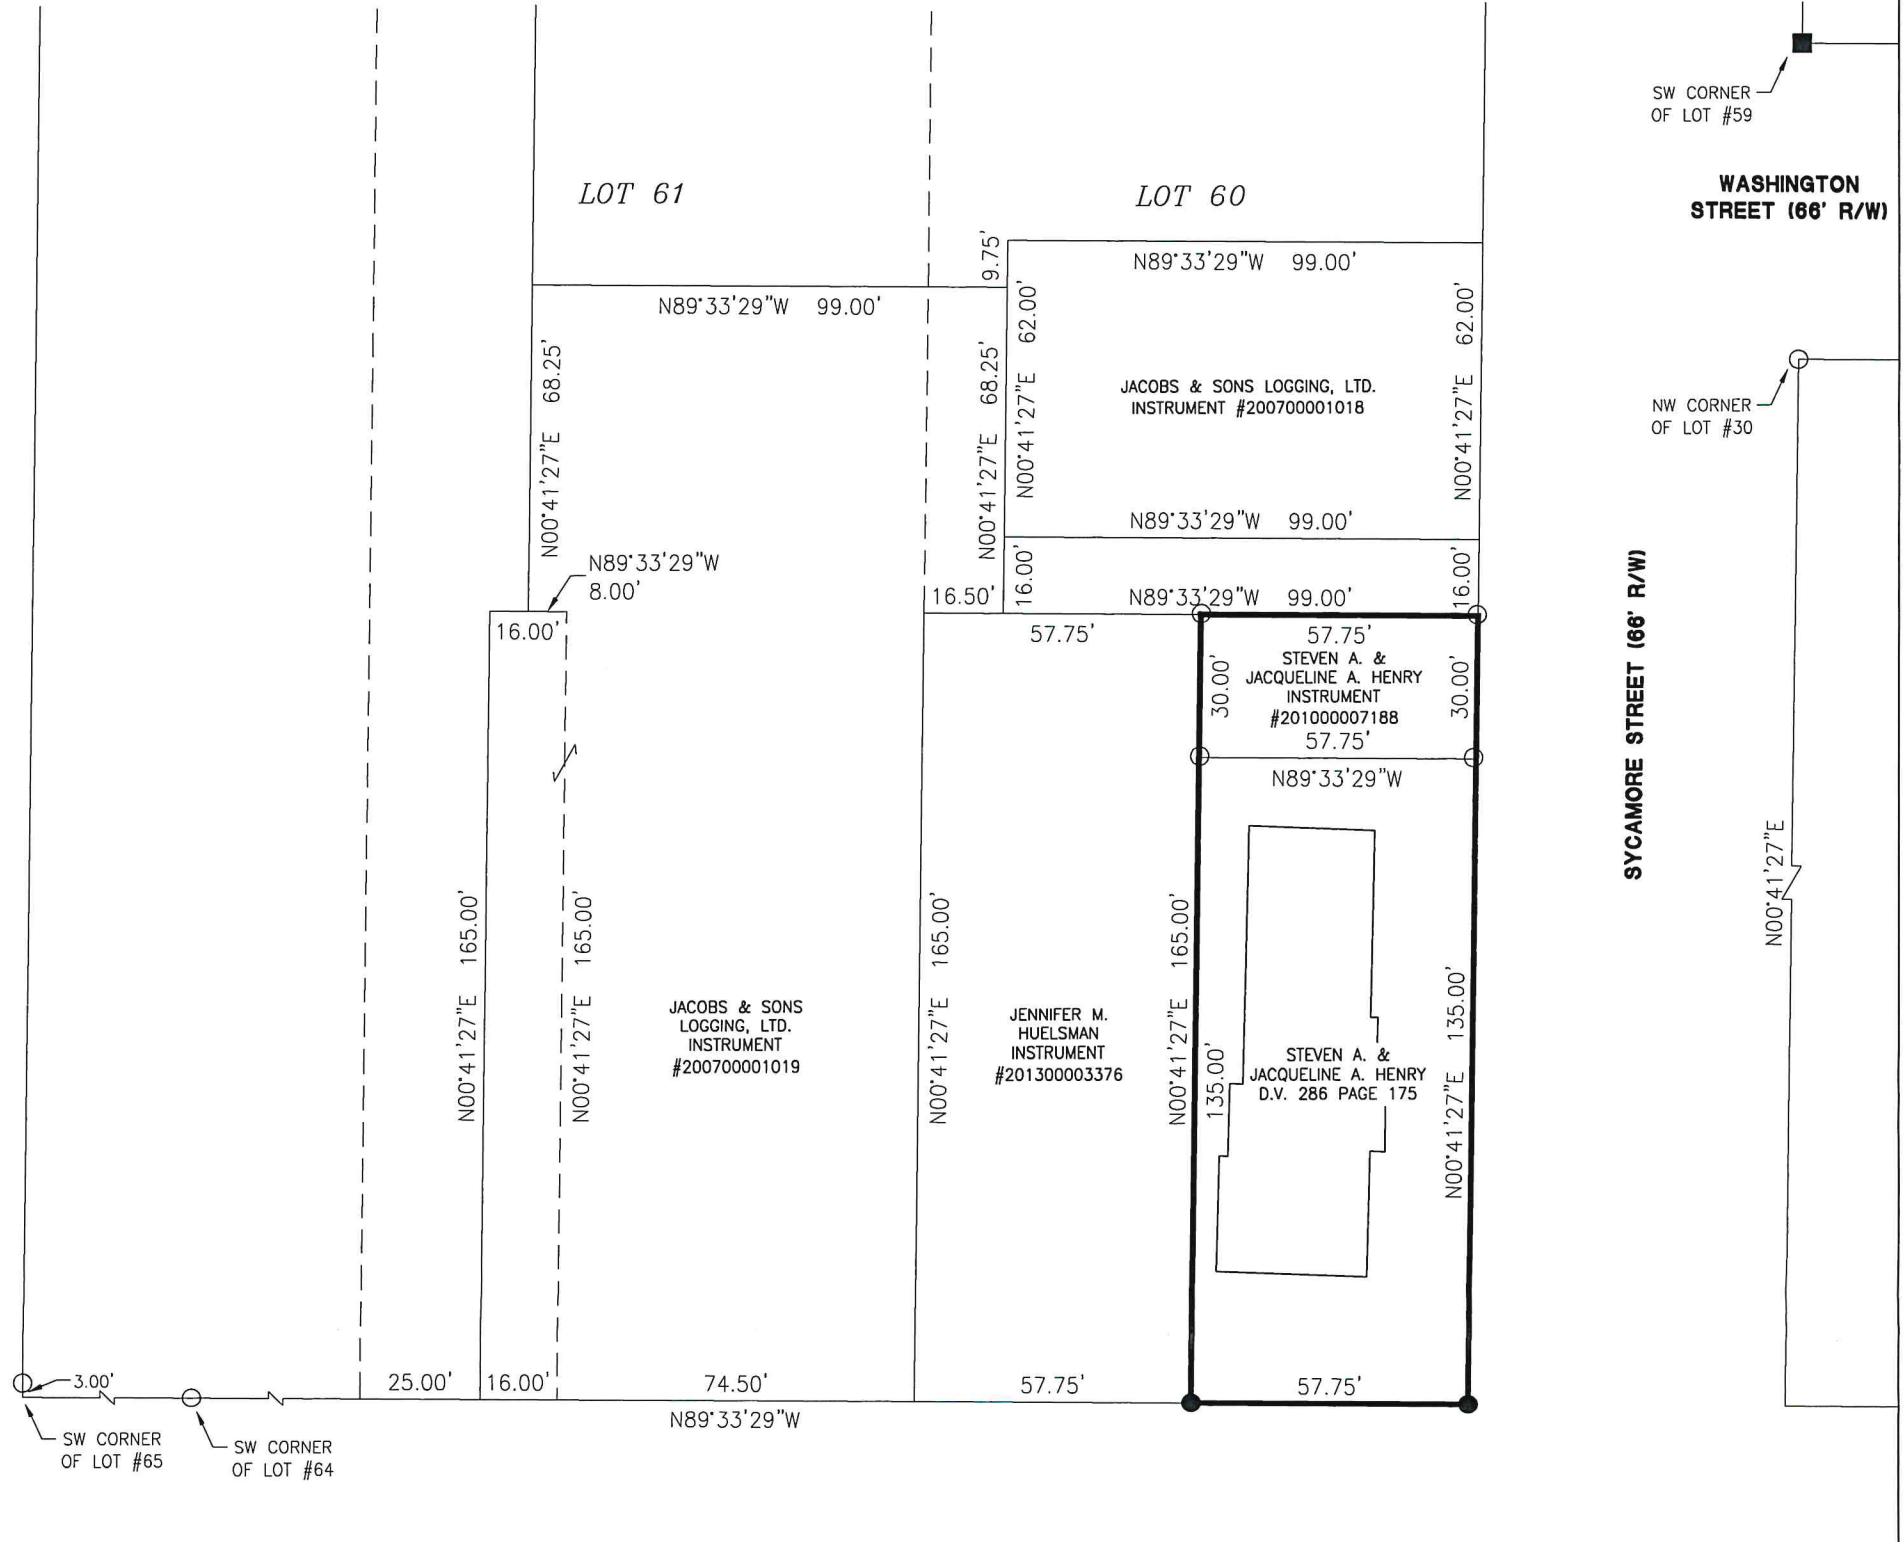 SW CORNER
OF LOT #59
WASHINGTON
STREET (66' R/W)
LOT 61
LOT 60
9.75'
N89°33'29"W 99.00'
N89°33'29"W 99.00'
N00°41'27"E 68.25'
N00°41'27"E 68.25'
N00°41'27"E 62.00'
N00°41'27"E 62.00'
JACOBS & SONS LOGGING, LTD.
INSTRUMENT #200700001018
NW CORNER
OF LOT #30
N89°33'29"W 99.00'
N89°33'29"W
8.00'
16.50'
16.00'
N89°33'29"W 99.00'
16.00'
16.00'
57.75'
57.75'
STEVEN A. &
JACQUELINE A. HENRY
INSTRUMENT
#201000007188
57.75'
30.00'
30.00'
N89°33'29"W
SYCAMORE STREET (66' R/W)
N00°41'27"E
N00°41'27"E 165.00'
N00°41'27"E 165.00'
JACOBS & SONS
LOGGING, LTD.
INSTRUMENT
#200700001019
N00°41'27"E 165.00'
JENNIFER M.
HUELSMAN
INSTRUMENT
#201300003376
N00°41'27"E 165.00'
135.00'
STEVEN A. &
JACQUELINE A. HENRY
D.V. 286 PAGE 175
N00°41'27"E 135.00'
3.00'
25.00'
16.00'
74.50'
57.75'
57.75'
N89°33'29"W
SW CORNER
OF LOT #65
SW CORNER
OF LOT #64